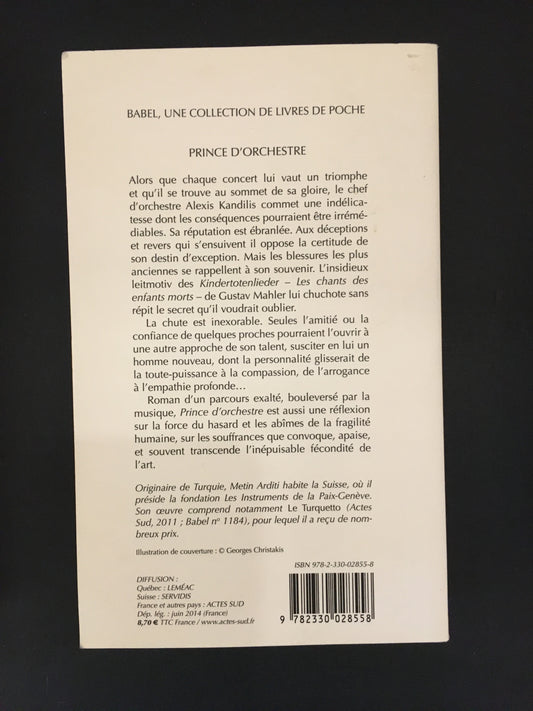 BABEL, UNE COLLECTION DE LIVRES DE POCHE
PRINCE D'ORCHESTRE
Alors que chaque concert lui vaut un triomphe
et qu'il se trouve au sommet de sa gloire, le chef
d'orchestre Alexis Kandilis commet une indélica-
tesse dont les conséquences pourraient être irrémé-
diables. Sa réputation est ébranlée. Aux déceptions
et revers qui s'ensuivent il oppose la certitude de
son destin d'exception. Mais les blessures les plus
anciennes se rappellent à son souvenir. L'insidieux
leitmotiv des Kindertotenlieder – Les chants des
enfants morts – de Gustav Mahler lui chuchote sans
répit le secret qu'il voudrait oublier.
La chute est inexorable. Seules l'amitié ou la
confiance de quelques proches pourraient l'ouvrir à
une autre approche de son talent, susciter en lui un
homme nouveau, dont la personnalité glisserait de
la toute-puissance à la compassion, de l'arrogance
à l'empathie profonde…
Roman d'un parcours exalté, bouleversé par la
musique, Prince d'orchestre est aussi une réflexion
sur la force du hasard et les abîmes de la fragilité
humaine, sur les souffrances que convoque, apaise,
et souvent transcende l'inépuisable fécondité de
l'art.
Originaire de Turquie, Metin Arditi habite la Suisse, où il
préside la fondation Les Instruments de la Paix-Genève.
Son œuvre comprend notamment Le Turquetto (Actes
Sud, 2011 ; Babel n° 1184), pour lequel il a reçu de nom-
breux prix.
Illustration de couverture : © Georges Christakis
ISBN 978-2-330-02855-8
DIFFUSION :
Québec : LEMÉAC
Suisse : SERVIDIS
France et autres pays : ACTES SUD
Dép. lég. : juin 2014 (France)
8,70 € TTC France / www.actes-sud.fr
9 782330 028558